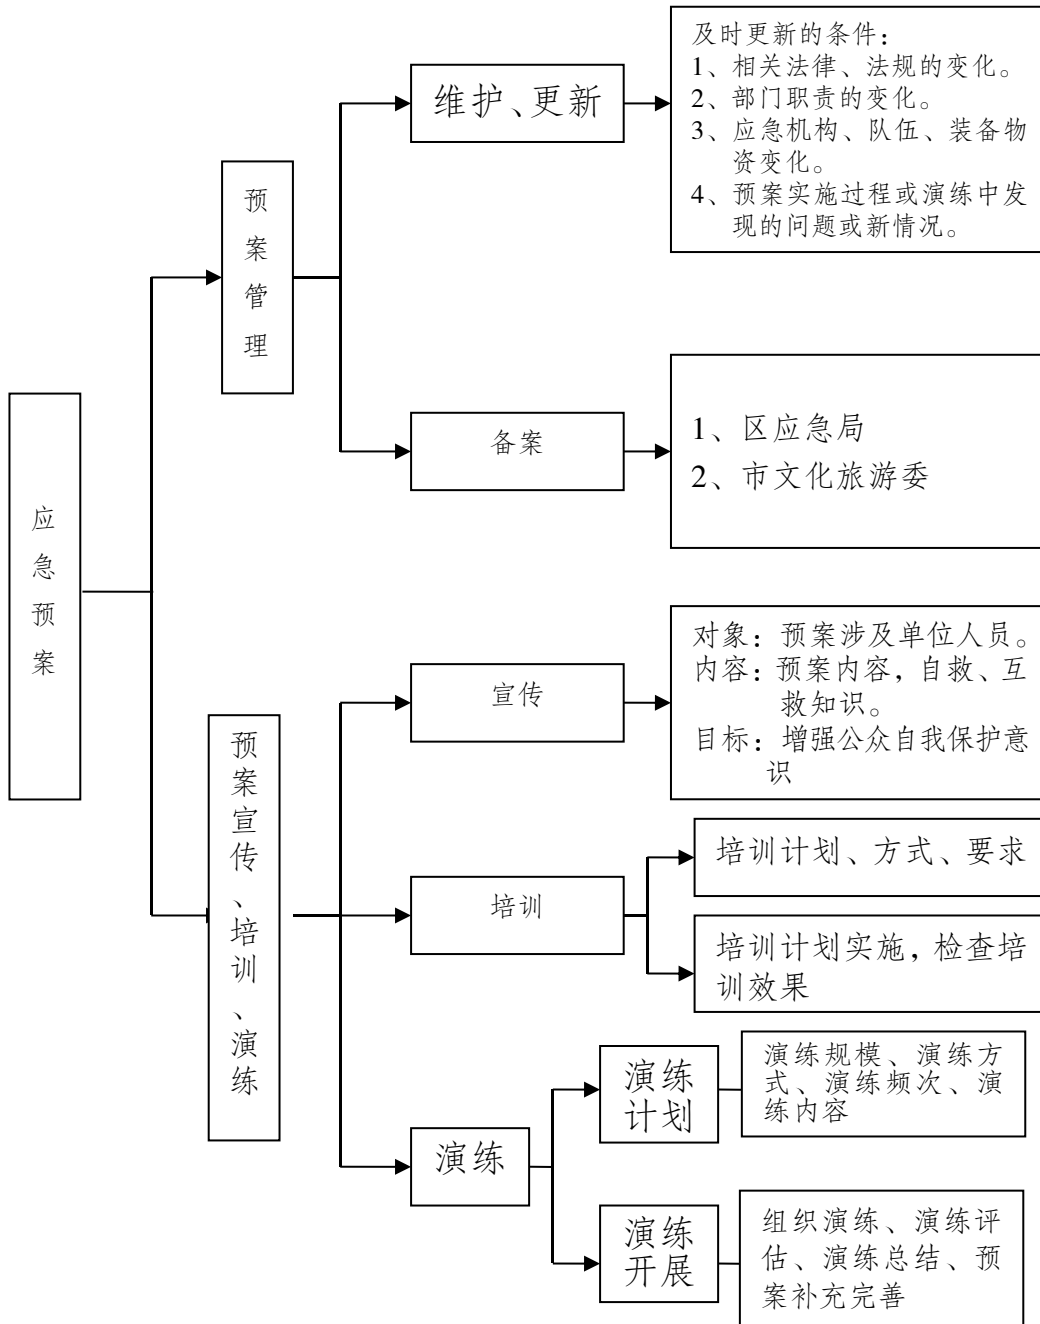 应急预案
预案管理
维护、更新
及时更新的条件：
1、相关法律、法规的变化。
2、部门职责的变化。
3、应急机构、队伍、装备物
资变化。
4、预案实施过程或演练中发
现的问题或新情况。
备案
1、区应急局
2、市文化旅游委
预案宣传、培训、演练
宣传
对象：预案涉及单位人员。
内容：预案内容，自救、互
救知识。
目标：增强公众自我保护意
识
培训
培训计划、方式、要求
培训计划实施，检查培
训效果
演练
演练
计划
演练规模、演练方
式、演练频次、演
练内容
演练
开展
组织演练、演练评
估、演练总结、预
案补充完善